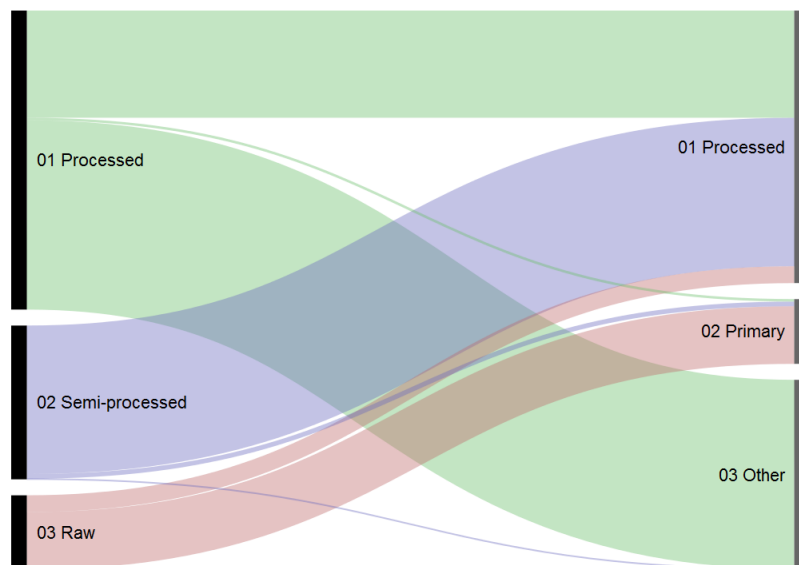 01 Processed
02 Semi-processed
03 Raw
01 Processed
02 Primary
03 Other